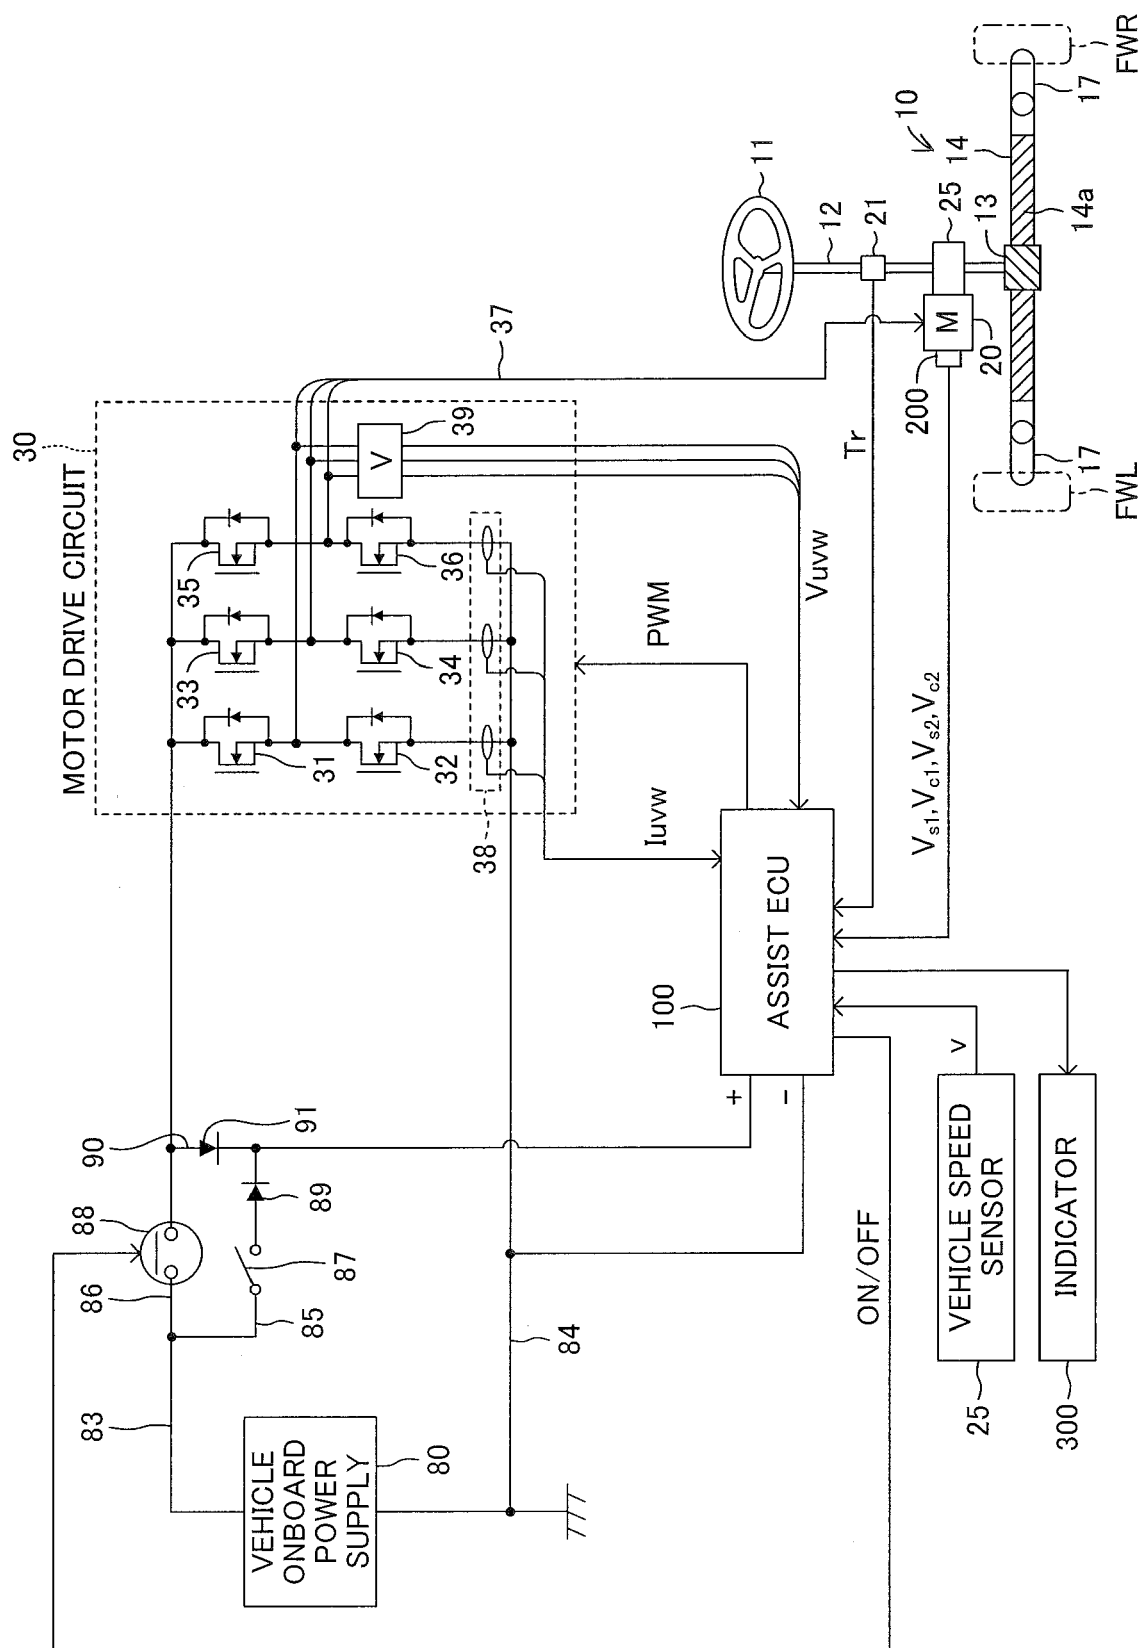 30
MOTOR DRIVE CIRCUIT
35
33
31
36
34
32
38
V
39
37
11
12
21
25
13
14
10
14a
17
FWR
17
FWL
M
20
200
Tr
Vuvw
PWM
Iuvw
Vs1,Vc1,Vs2,Vc2
100
ASSIST ECU
+
−
83
86
88
90
91
89
87
85
84
VEHICLE
ONBOARD
POWER
SUPPLY
80
ON/OFF
v
VEHICLE SPEED
SENSOR
25
INDICATOR
300